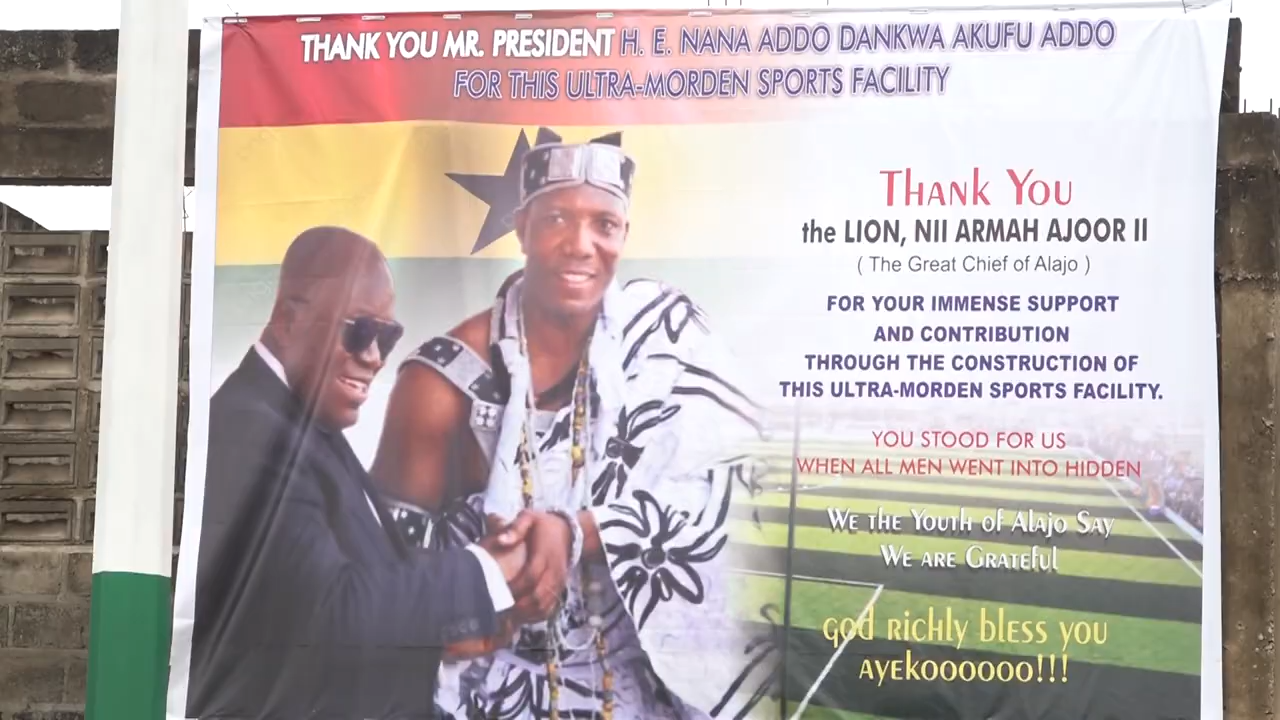 THANK YOU MR. PRESIDENT H. E. NANA ADDO DANKWA AKUFU ADDO
FOR THIS ULTRA-MORDEN SPORTS FACILITY
THANK YOU
the LION, NII ARMAH AJOOR II
( The Great Chief of Alajo )
FOR YOUR IMMENSE SUPPORT
AND CONTRIBUTION
THROUGH THE CONSTRUCTION OF
THIS ULTRA-MORDEN SPORTS FACILITY.
YOU STOOD FOR US
WHEN ALL MEN WENT INTO HIDDEN
We the Youth of Alajo Say
We are Grateful
god richly bless you
ayekoooooo!!!